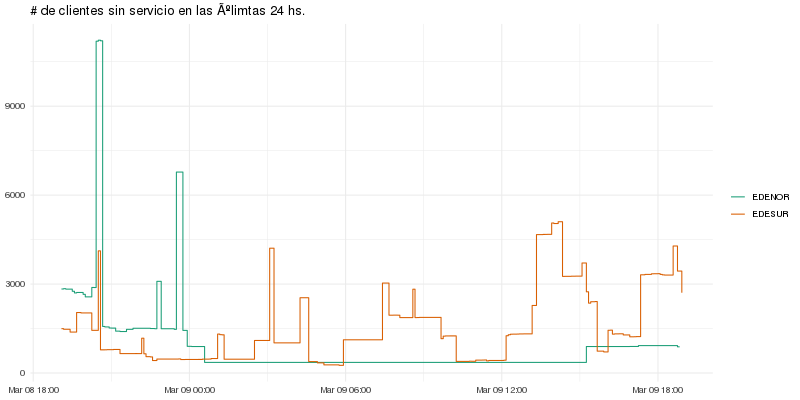 # de clientes sin servicio en las Ãºlimtas 24 hs.
9000
6000
3000
0
Mar 08 18:00
Mar 09 00:00
Mar 09 06:00
Mar 09 12:00
Mar 09 18:00
EDENOR
EDESUR